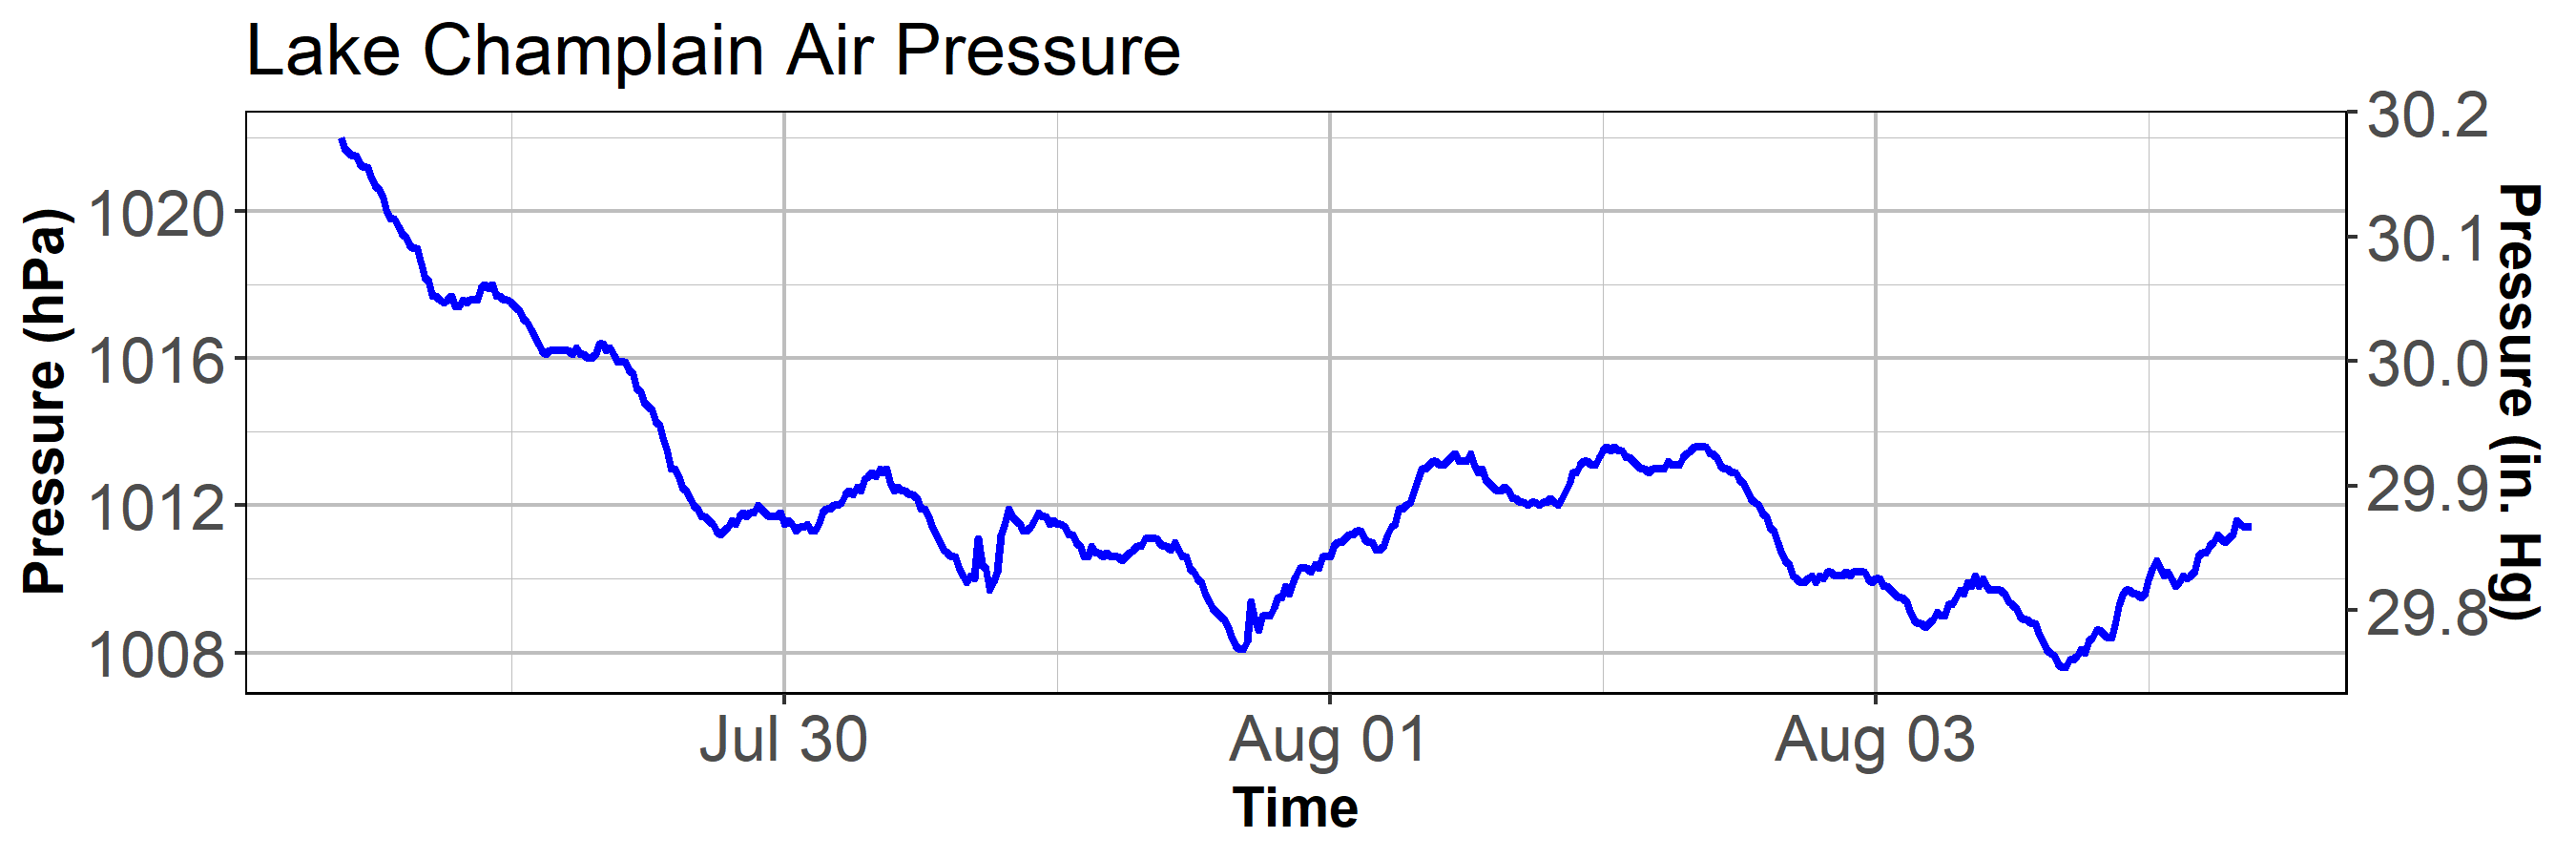 Lake Champlain Air Pressure
Pressure (hPa)
1020
1016
1012
1008
30.2
30.1
30.0
29.9
29.8
Pressure (in. Hg)
Jul 30
Aug 01
Aug 03
Time